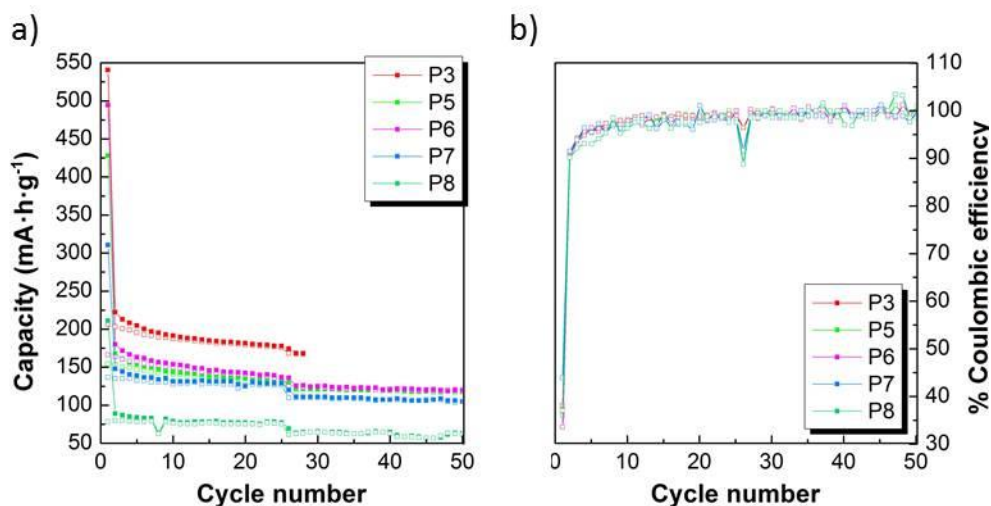 a)
550
500
450
400
350
300
250
200
150
100
50
Capacity (mA·h·g⁻¹)
P3
P5
P6
P7
P8
0 10 20 30 40 50
Cycle number
b)
110
100
90
80
70
60
50
40
30
% Coulombic efficiency
P3
P5
P6
P7
P8
0 10 20 30 40 50
Cycle number